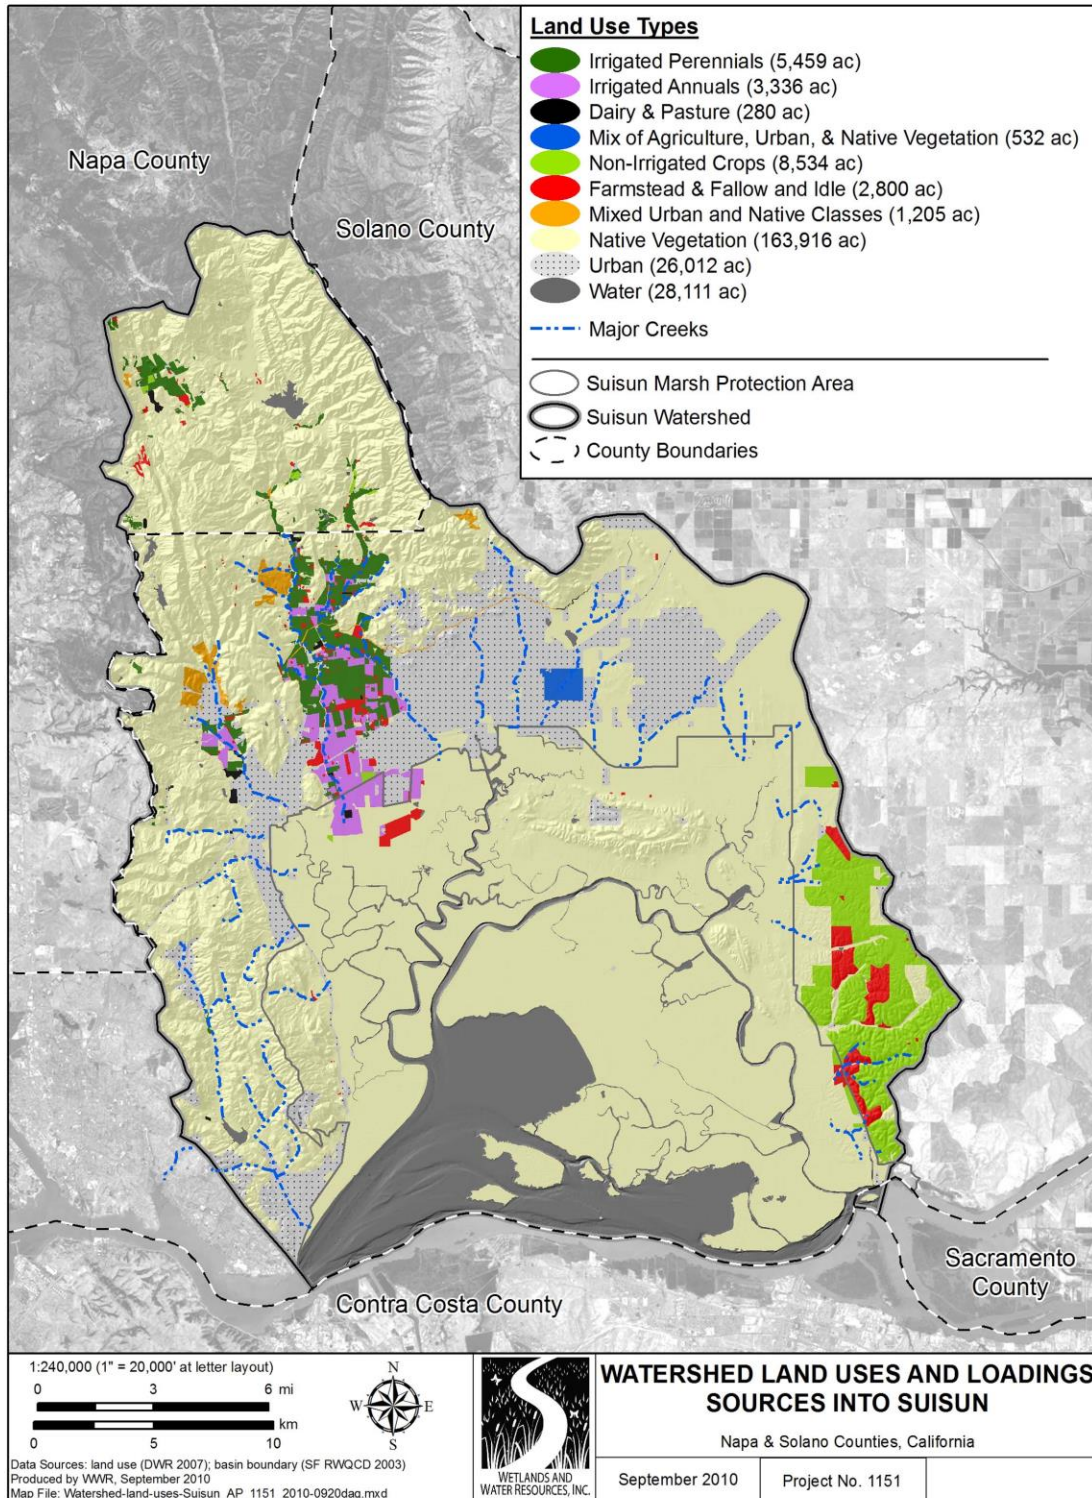 Land Use Types
Irrigated Perennials (5,459 ac)
Irrigated Annuals (3,336 ac)
Dairy & Pasture (280 ac)
Mix of Agriculture, Urban, & Native Vegetation (532 ac)
Non-Irrigated Crops (8,534 ac)
Farmstead & Fallow and Idle (2,800 ac)
Mixed Urban and Native Classes (1,205 ac)
Native Vegetation (163,916 ac)
Urban (26,012 ac)
Water (28,111 ac)
Major Creeks
Suisun Marsh Protection Area
Suisun Watershed
County Boundaries
Napa County
Solano County
Sacramento
County
Contra Costa County
1:240,000 (1" = 20,000' at letter layout)
0 3 6 mi
km
0 5 10
N
W E
S
Data Sources: land use (DWR 2007); basin boundary (SF RWQCD 2003)
Produced by WWR, September 2010
Map File: Watershed-land-uses-Suisun_AP_1151_2010-0920dag.mxd
WETLANDS AND
WATER RESOURCES, INC.
WATERSHED LAND USES AND LOADINGS
SOURCES INTO SUISUN
Napa & Solano Counties, California
September 2010
Project No. 1151